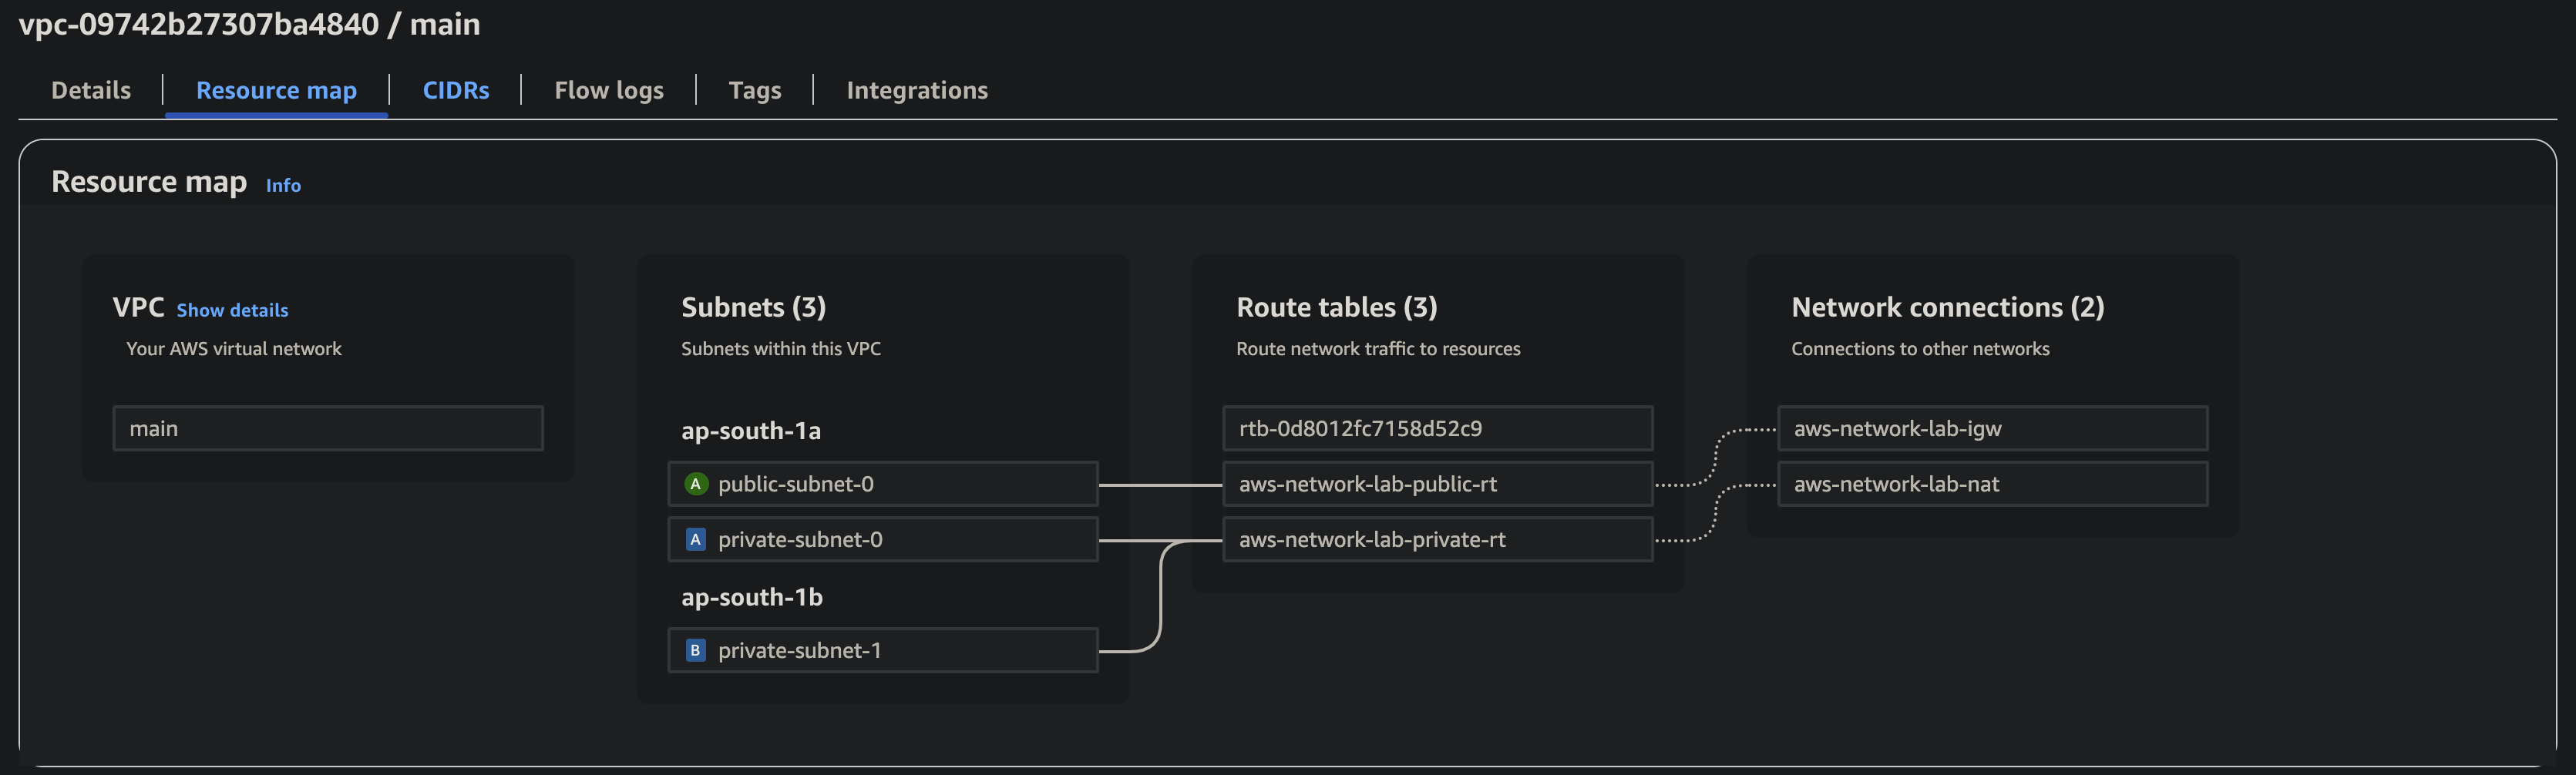 vpc-09742b27307ba4840 / main
Details
Resource map
CIDRs
Flow logs
Tags
Integrations
Resource map Info
VPC Show details
Your AWS virtual network
main
Subnets (3)
Subnets within this VPC
ap-south-1a
A public-subnet-0
A private-subnet-0
ap-south-1b
B private-subnet-1
Route tables (3)
Route network traffic to resources
rtb-0d8012fc7158d52c9
aws-network-lab-public-rt
aws-network-lab-private-rt
Network connections (2)
Connections to other networks
aws-network-lab-igw
aws-network-lab-nat